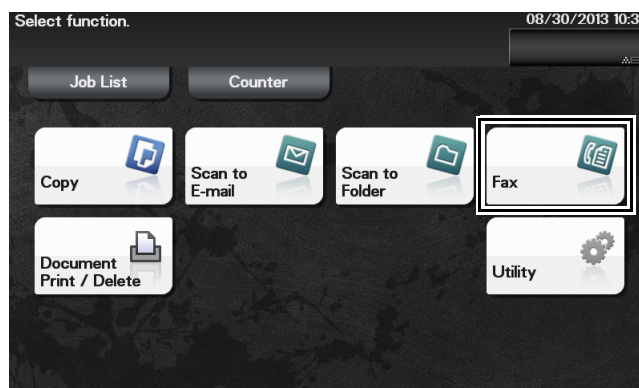 Select function.
08/30/2013 10:3
Job List
Counter
Copy
Scan to
E-mail
Scan to
Folder
Fax
Document
Print / Delete
Utility